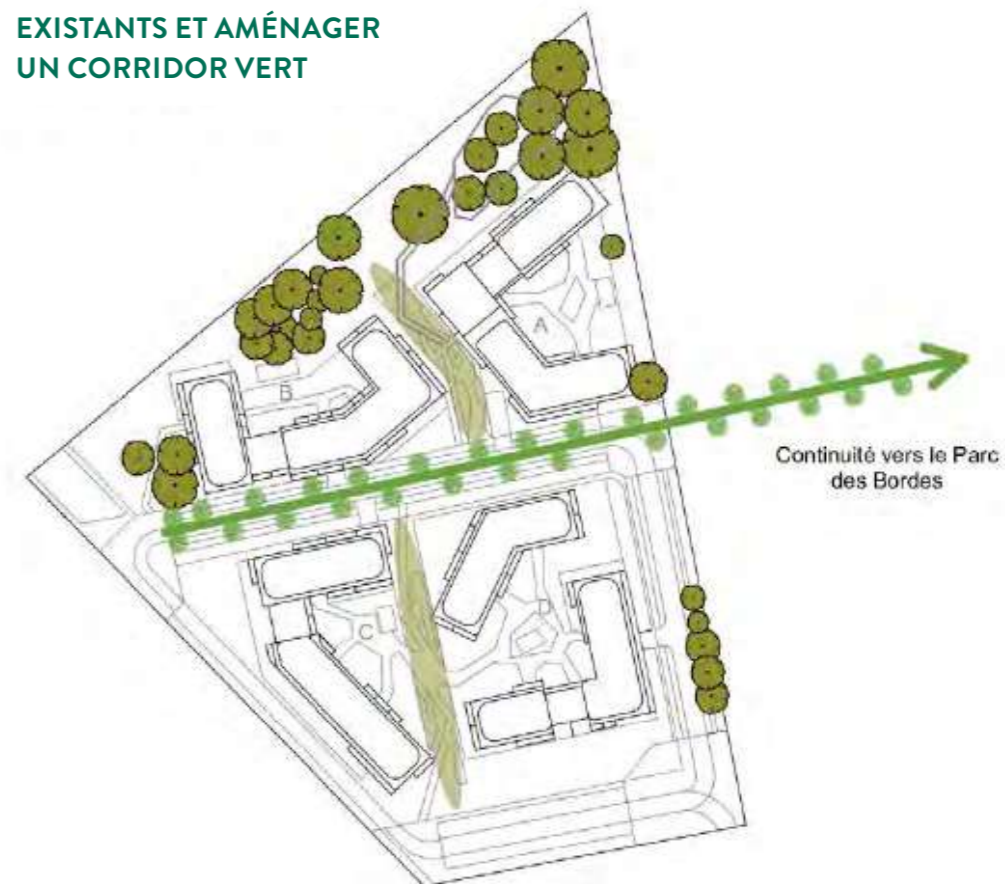 EXISTANTS ET AMÉNAGER
UN CORRIDOR VERT
A
B
Continuité vers le Parc
des Bordes
C
D